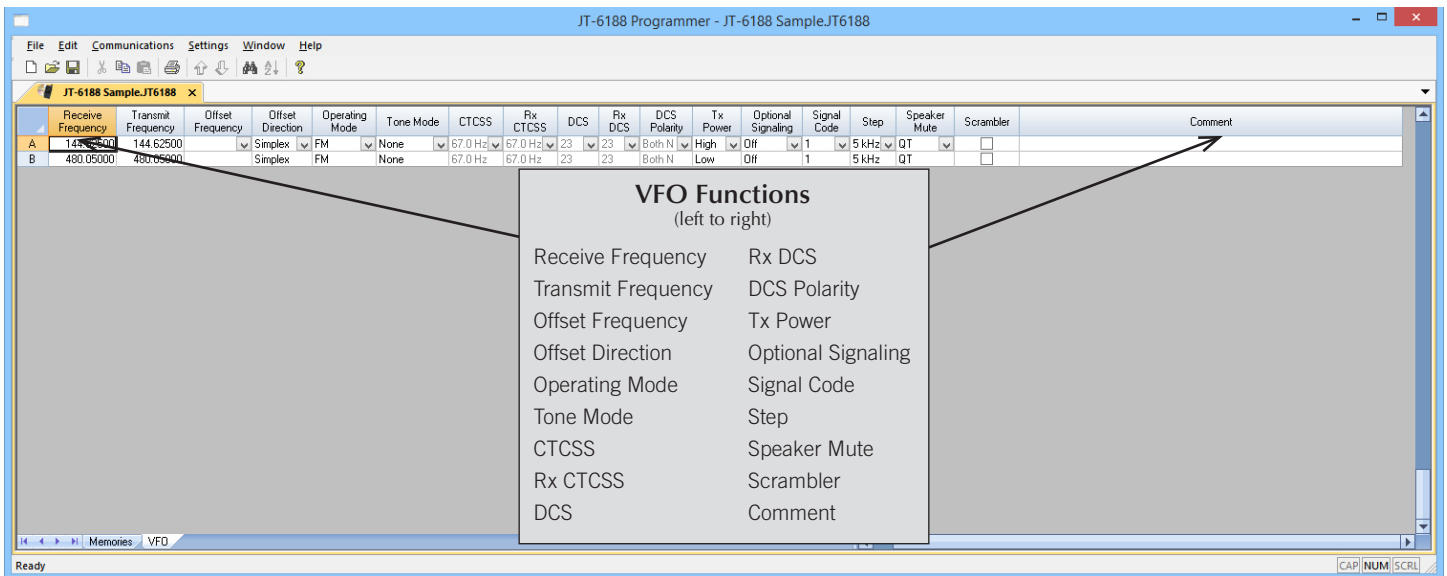 JT-6188 Programmer - JT-6188 Sample.JT6188
File Edit Communications Settings Window Help
JT-6188 Sample.JT6188 x
Receive Frequency Transmit Frequency Offset Frequency Offset Direction Operating Mode Tone Mode CTCSS Rx CTCSS DCS Rx DCS DCS Polarity Tx Power Optional Signaling Signal Code Step Speaker Mute Scrambler Comment
A 144.62500 144.62500 Simplex FM None 67.0 Hz 67.0 Hz 23 23 Both N High Off 1 5 kHz QT
B 480.05000 480.05000 Simplex FM None 67.0 Hz 67.0 Hz 23 23 Both N Low Off 1 5 kHz QT
VFO Functions
(left to right)
Receive Frequency
Transmit Frequency
Offset Frequency
Offset Direction
Operating Mode
Tone Mode
CTCSS
Rx CTCSS
DCS
Rx DCS
DCS Polarity
Tx Power
Optional Signaling
Signal Code
Step
Speaker Mute
Scrambler
Comment
Memories VFO
Ready CAP NUM SCRL